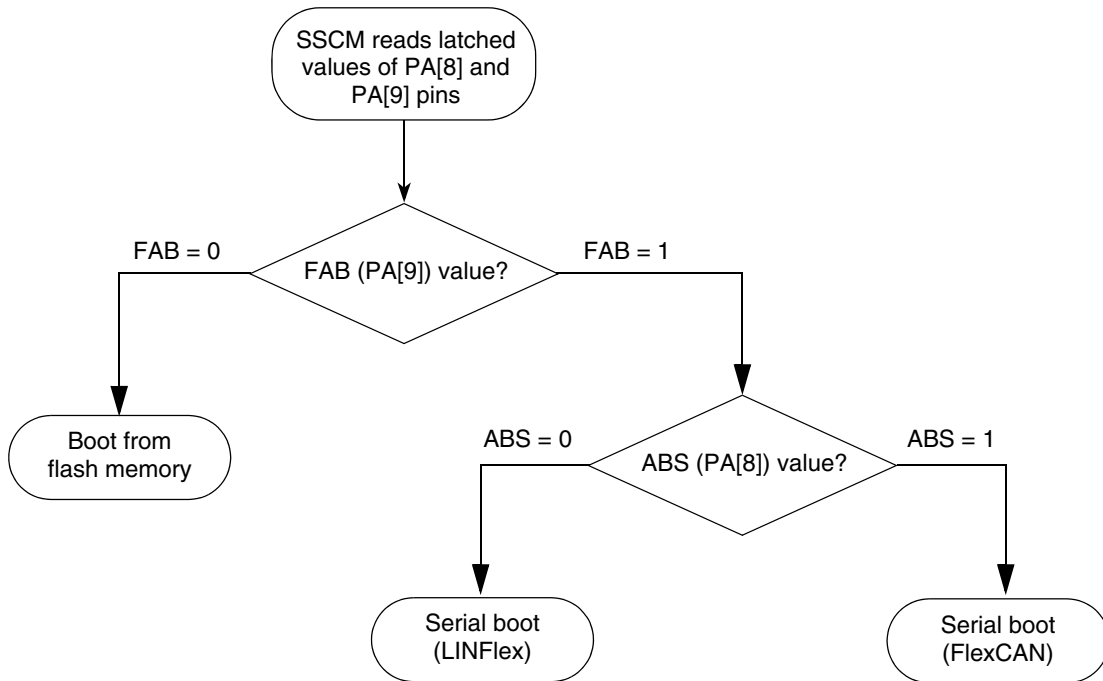 SSCM reads latched
values of PA[8] and
PA[9] pins
FAB = 0
FAB = 1
FAB (PA[9]) value?
Boot from
flash memory
ABS = 0
ABS = 1
ABS (PA[8]) value?
Serial boot
(LINFlex)
Serial boot
(FlexCAN)